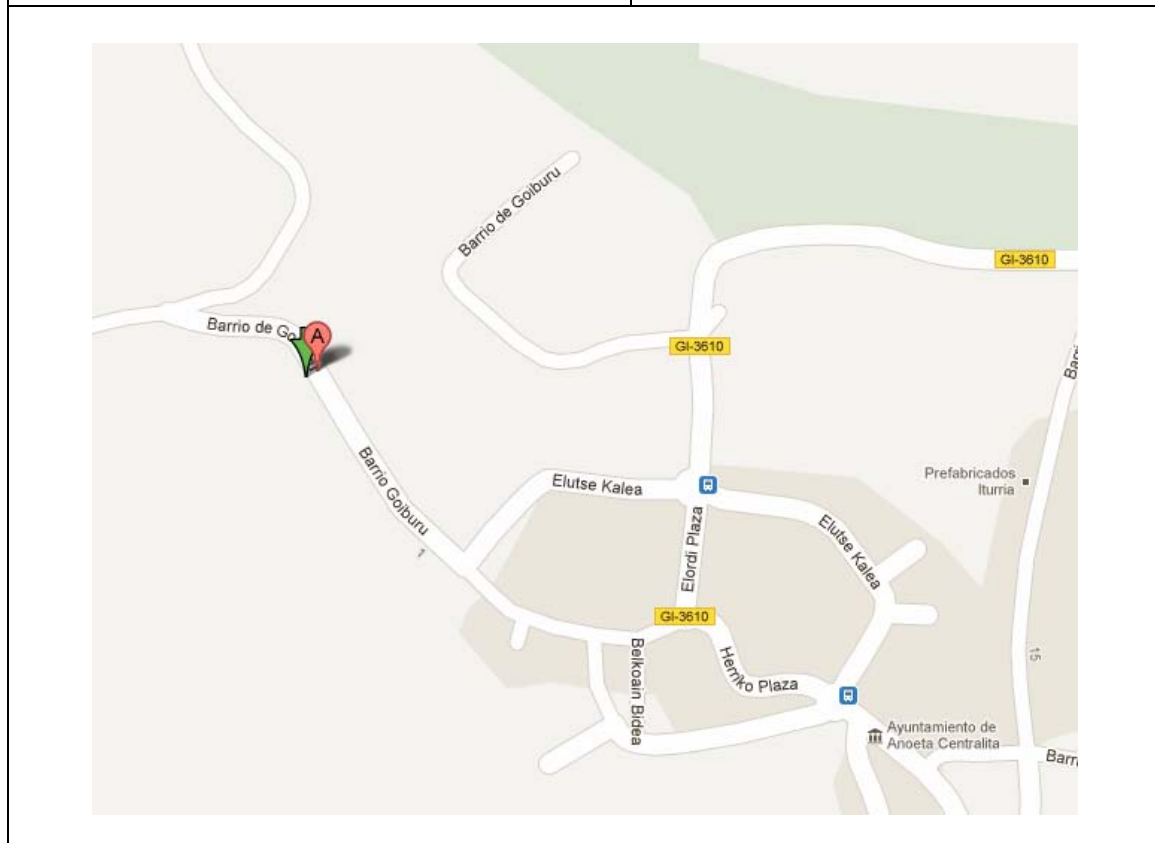 Barrio de Goiburu
GI-3610
Barrio de Go
A
GI-3610
Barrio Goiburu
1
Elutse Kalea
Prefabricados
Iturria
Elordi Plaza
Elutse Kalea
GI-3610
Belkoain Bidea
Herriko Plaza
15
Ayuntamiento de
Anoeta Centralita
Barri